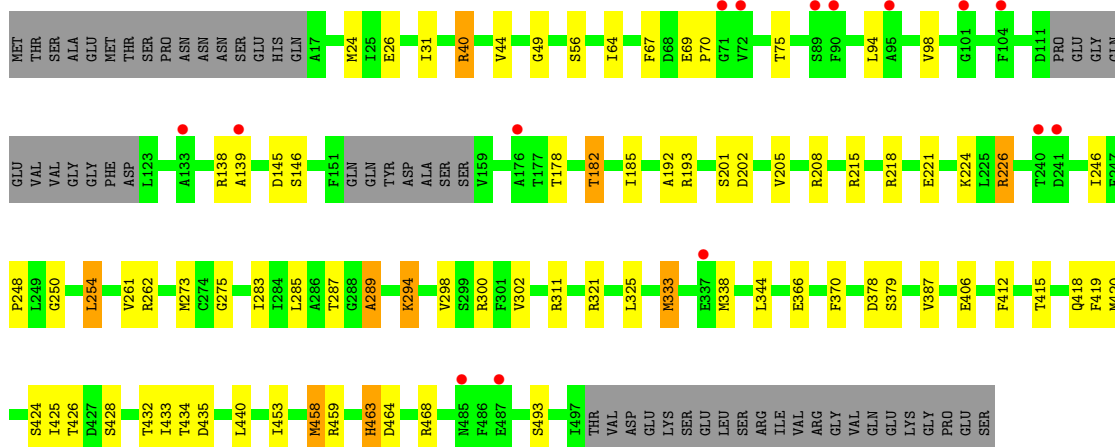 MET THR SER ALA GLU MET THR SER PRO ASN ASN ASN SER GLU HIS GLN A17 M24 I25 E26 I31 R40 V44 G49 S56 I64 F67 D68 E69 P70 G71 V72 T75 S89 F90 L94 A95 V98 G101 F104 D111 PRO GLU GLY GLN
GLU VAL VAL GLY GLY PHE ASP L123 A133 R138 A139 D145 S146 F151 GLN GLN TYR ASP ALA SER SER V159 A176 T177 T178 T182 I185 A192 R193 S201 D202 V205 R208 R215 R218 E221 K224 L225 R226 T240 D241 I246 E247
P248 L249 G250 L254 V261 R262 M273 C274 G275 I283 I284 L285 A286 T287 G288 A289 K294 V298 S299 R300 F301 V302 R311 R321 L325 M333 E337 M338 L344 E366 F370 D378 S379 V387 E406 F412 T415 Q418 F419 M420
S424 I425 T426 D427 S428 T432 I433 T434 D435 L440 I453 M458 R459 H463 D464 R468 N485 F486 E487 S493 I497 THR VAL ASP GLU LYS SER GLU LEU SER ARG ILE VAL ARG GLY VAL GLN GLU LYS GLY PRO GLU SER